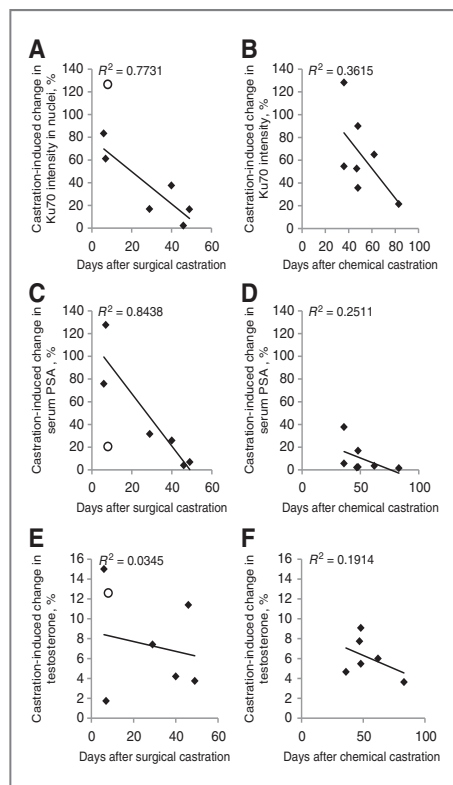 A
R² = 0.7731
Castration-induced change in
Ku70 intensity in nuclei, %
140
120
100
80
60
40
20
0
0 20 40 60
Days after surgical castration
B
R² = 0.3615
Castration-induced change in
Ku70 intensity, %
140
120
100
80
60
40
20
0
0 20 40 60 80 100
Days after chemical castration
C
R² = 0.8438
Castration-induced change in
serum PSA , %
140
120
100
80
60
40
20
0
0 20 40 60
Days after surgical castration
D
R² = 0.2511
Castration-induced change in
serum PSA , %
140
120
100
80
60
40
20
0
0 50 100
Days after chemical castration
E
R² = 0.0345
Castration-induced change in
testosterone, %
16
14
12
10
8
6
4
2
0
0 20 40 60
Days after surgical castration
F
R² = 0.1914
Castration-induced change in
testosterone, %
16
14
12
10
8
6
4
2
0
0 50 100
Days after chemical castration